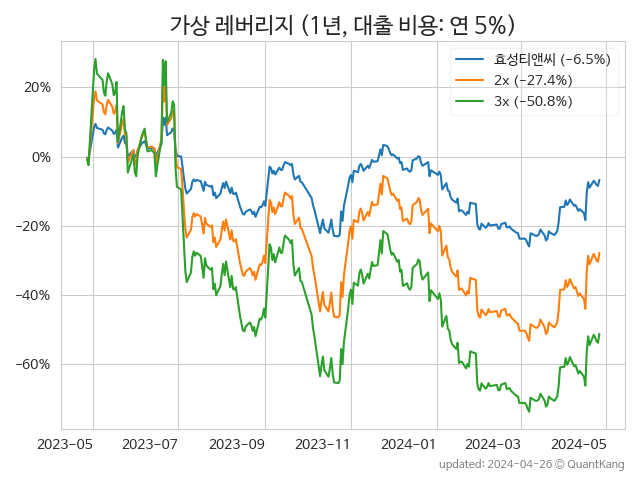 가상 레버리지 (1년, 대출 비용: 연 5%)
효성티앤씨 (−6.5%)
2x (−27.4%)
3x (−50.8%)
20%
0%
−20%
−40%
−60%
2023-05 2023-07 2023-09 2023-11 2024-01 2024-03 2024-05
updated: 2024-04-26 © QuantKang